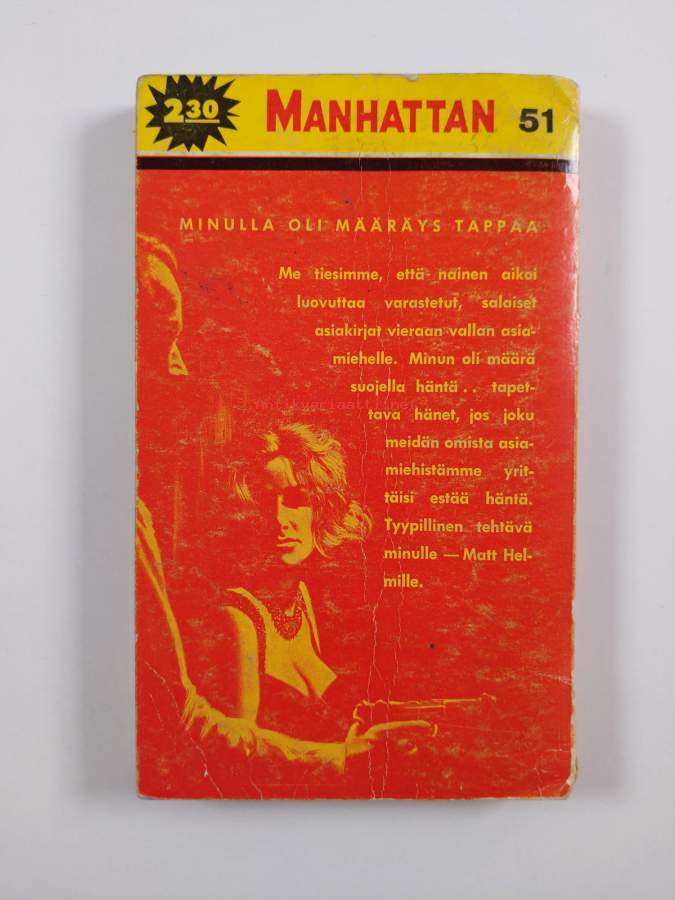 2 30 MANHATTAN 51
MINULLA OLI MÄÄRÄYS TAPPAA
Me tiesimme, että nainen aikoi
luovuttaa varastetut, salaiset
asiakirjat vieraan vallan asia-
miehelle. Minun oli määrä
suojella häntä . . tapet-
antikvariaatti.net
tava hänet, jos joku
meidän omista asia-
miehistämme yrit-
täisi estää häntä.
Tyypillinen tehtävä
minulle — Matt Hel-
mille.